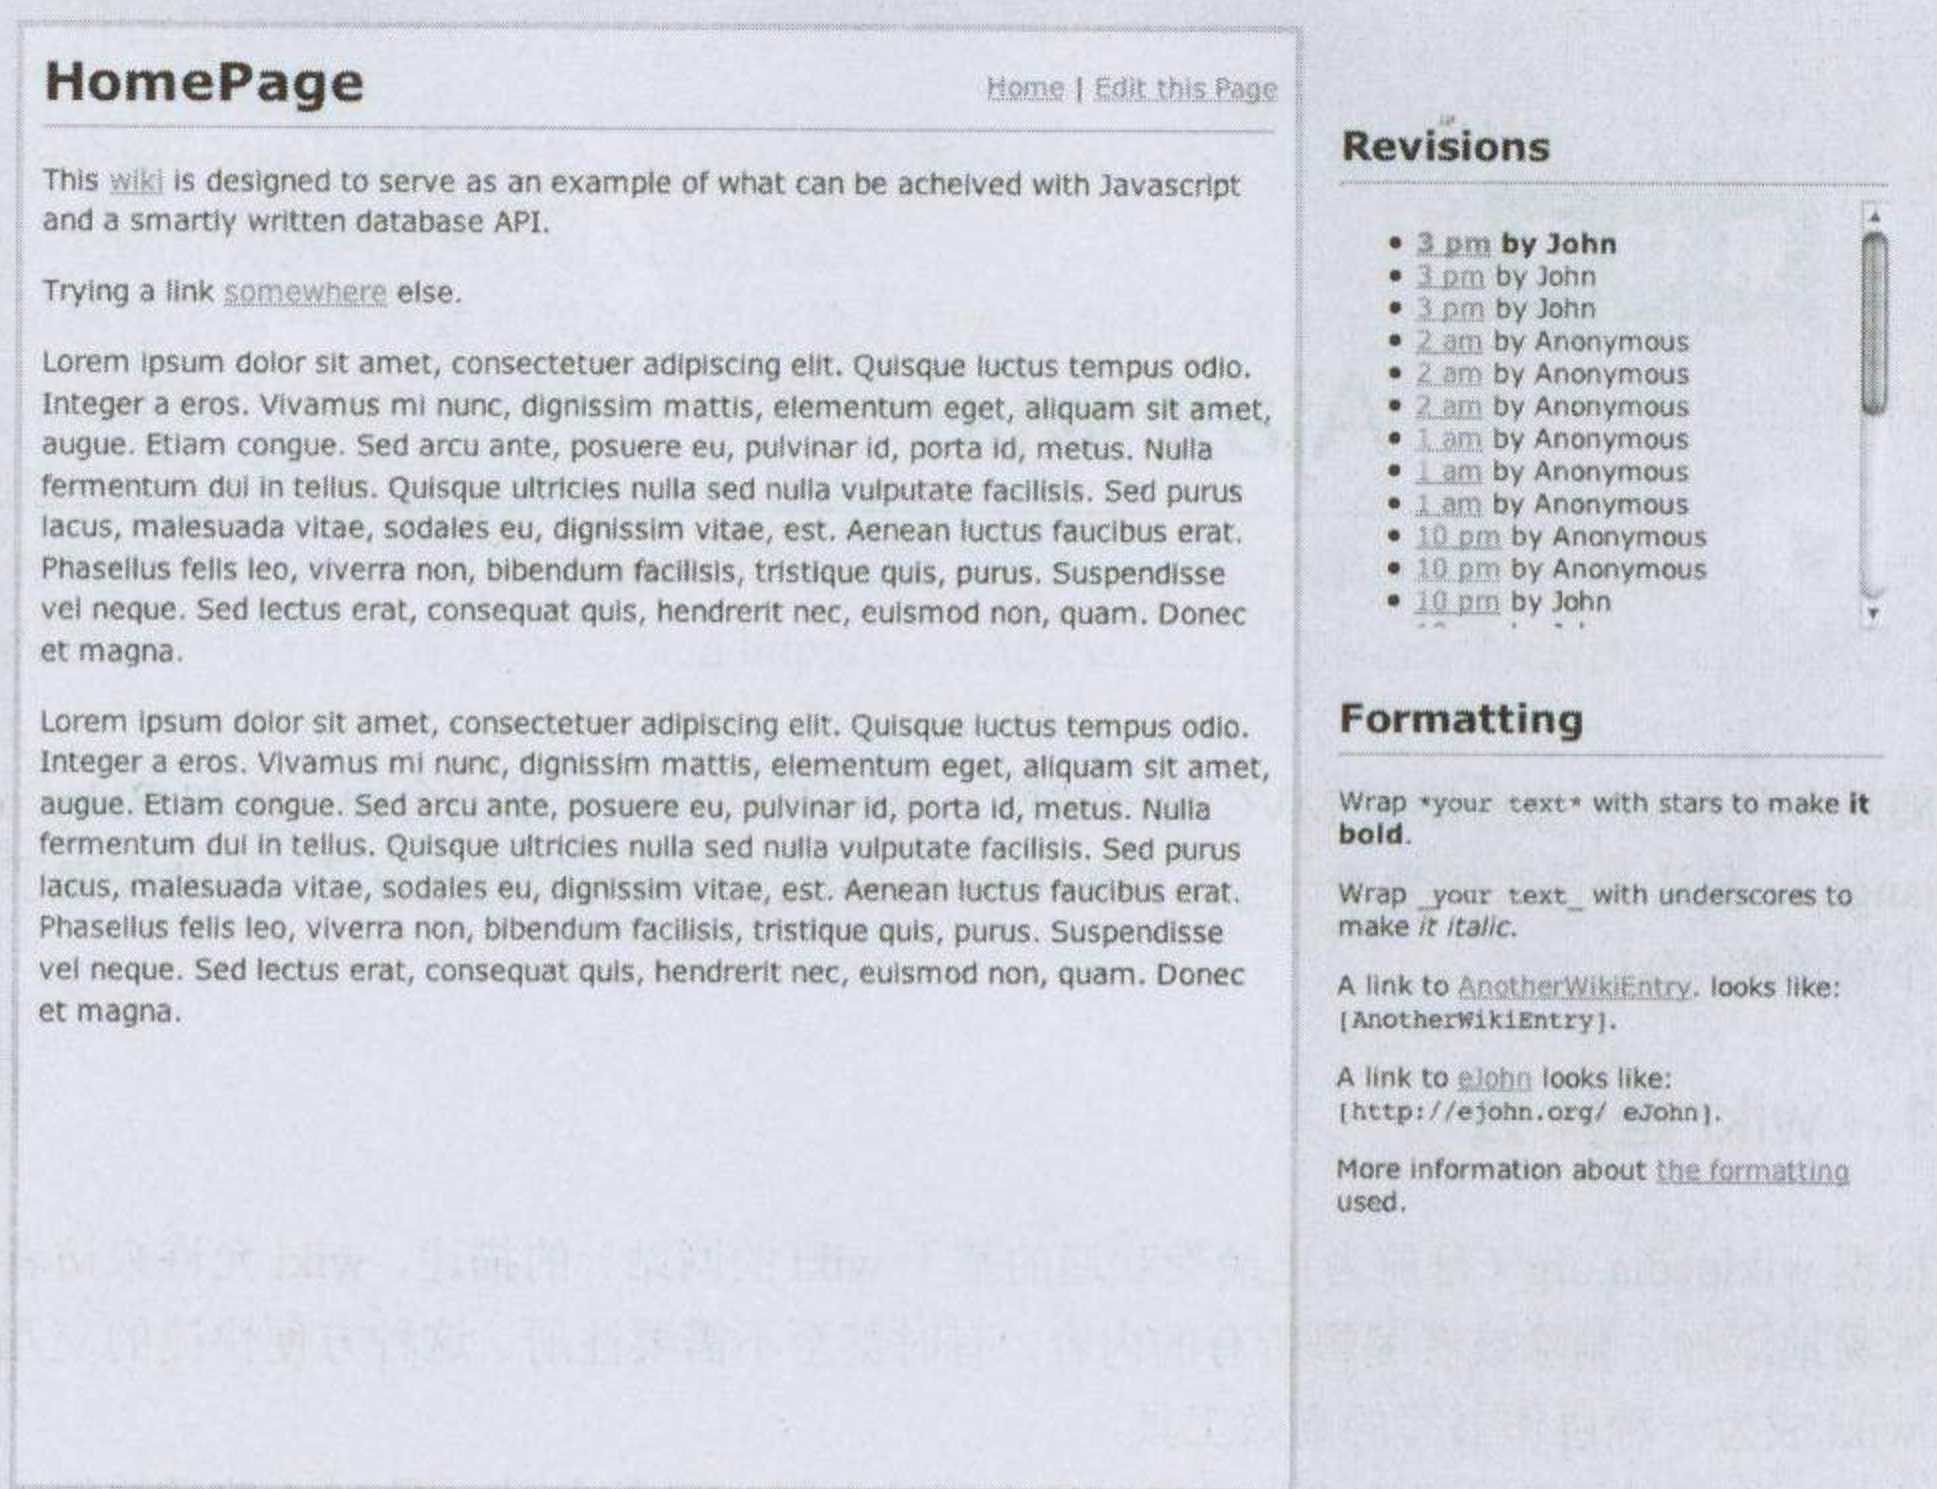 HomePage
Home | Edit this Page
This wiki is designed to serve as an example of what can be acheived with Javascript
and a smartly written database API.
Trying a link somewhere else.
Lorem ipsum dolor sit amet, consectetuer adipiscing elit. Quisque luctus tempus odio.
Integer a eros. Vivamus mi nunc, dignissim mattis, elementum eget, aliquam sit amet,
augue. Etiam congue. Sed arcu ante, posuere eu, pulvinar id, porta id, metus. Nulla
fermentum dui in tellus. Quisque ultricies nulla sed nulla vulputate facilisis. Sed purus
lacus, malesuada vitae, sodales eu, dignissim vitae, est. Aenean luctus faucibus erat.
Phasellus felis leo, viverra non, bibendum facilisis, tristique quis, purus. Suspendisse
vel neque. Sed lectus erat, consequat quis, hendrerit nec, euismod non, quam. Donec
et magna.
Lorem ipsum dolor sit amet, consectetuer adipiscing elit. Quisque luctus tempus odio.
Integer a eros. Vivamus mi nunc, dignissim mattis, elementum eget, aliquam sit amet,
augue. Etiam congue. Sed arcu ante, posuere eu, pulvinar id, porta id, metus. Nulla
fermentum dui in tellus. Quisque ultricies nulla sed nulla vulputate facilisis. Sed purus
lacus, malesuada vitae, sodales eu, dignissim vitae, est. Aenean luctus faucibus erat.
Phasellus felis leo, viverra non, bibendum facilisis, tristique quis, purus. Suspendisse
vel neque. Sed lectus erat, consequat quis, hendrerit nec, euismod non, quam. Donec
et magna.
Revisions
• 3 pm by John
• 3 pm by John
• 3 pm by John
• 2 am by Anonymous
• 2 am by Anonymous
• 2 am by Anonymous
• 1 am by Anonymous
• 1 am by Anonymous
• 1 am by Anonymous
• 10 pm by Anonymous
• 10 pm by Anonymous
• 10 pm by John
Formatting
Wrap *your text* with stars to make it
bold.
Wrap _your text_ with underscores to
make it italic.
A link to AnotherWikiEntry. looks like:
[AnotherWikiEntry].
A link to eJohn looks like:
[http://ejohn.org/ eJohn].
More information about the formatting
used.